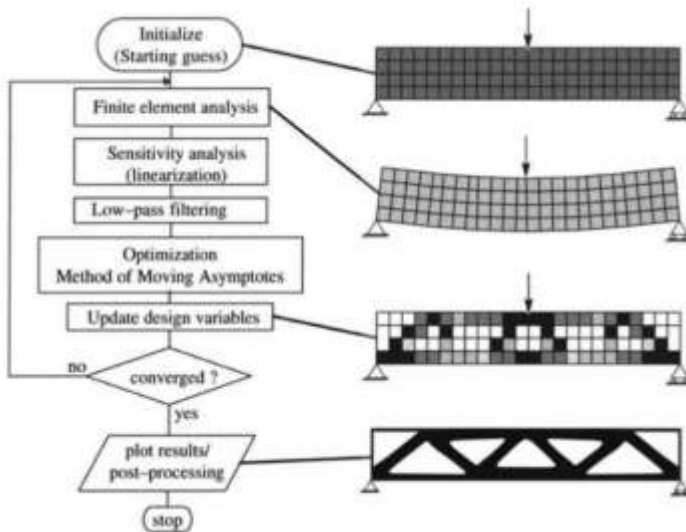 Initialize
(Starting guess)
Finite element analysis
Sensitivity analysis
(linearization)
Low-pass filtering
Optimization
Method of Moving Asymptotes
Update design variables
no
converged ?
yes
plot results/
post-processing
stop